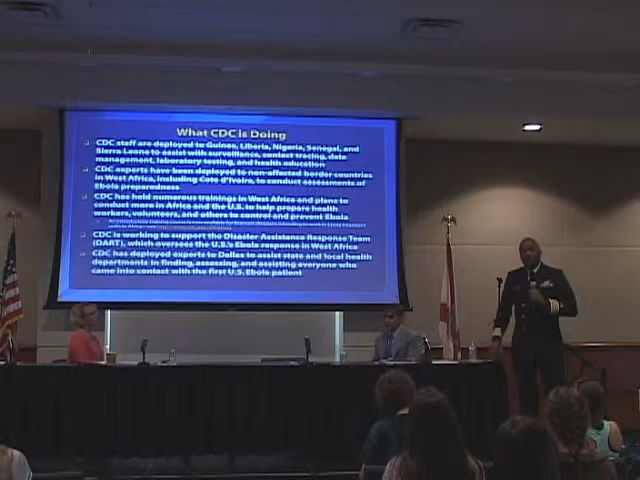 What CDC is Doing
CDC staff are deployed to Guinea, Liberia, Nigeria, Senegal, and
Sierra Leone to assist with surveillance, contact tracing, data
management, laboratory testing, and health education
CDC experts have been deployed to non-affected border countries
in West Africa, including Cote d'Ivoire, to conduct assessments of
Ebola preparedness
CDC has held numerous trainings in West Africa and plans to
conduct more in Africa and the U.S. to help prepare health
workers, volunteers, and others to control and prevent Ebola
CDC is working to support the Disaster Assistance Response Team
(DART), which oversees the U.S.'s Ebola response in West Africa
CDC has deployed experts to Dallas to assist state and local health
departments in finding, assessing, and assisting everyone who
came into contact with the first U.S. Ebola patient